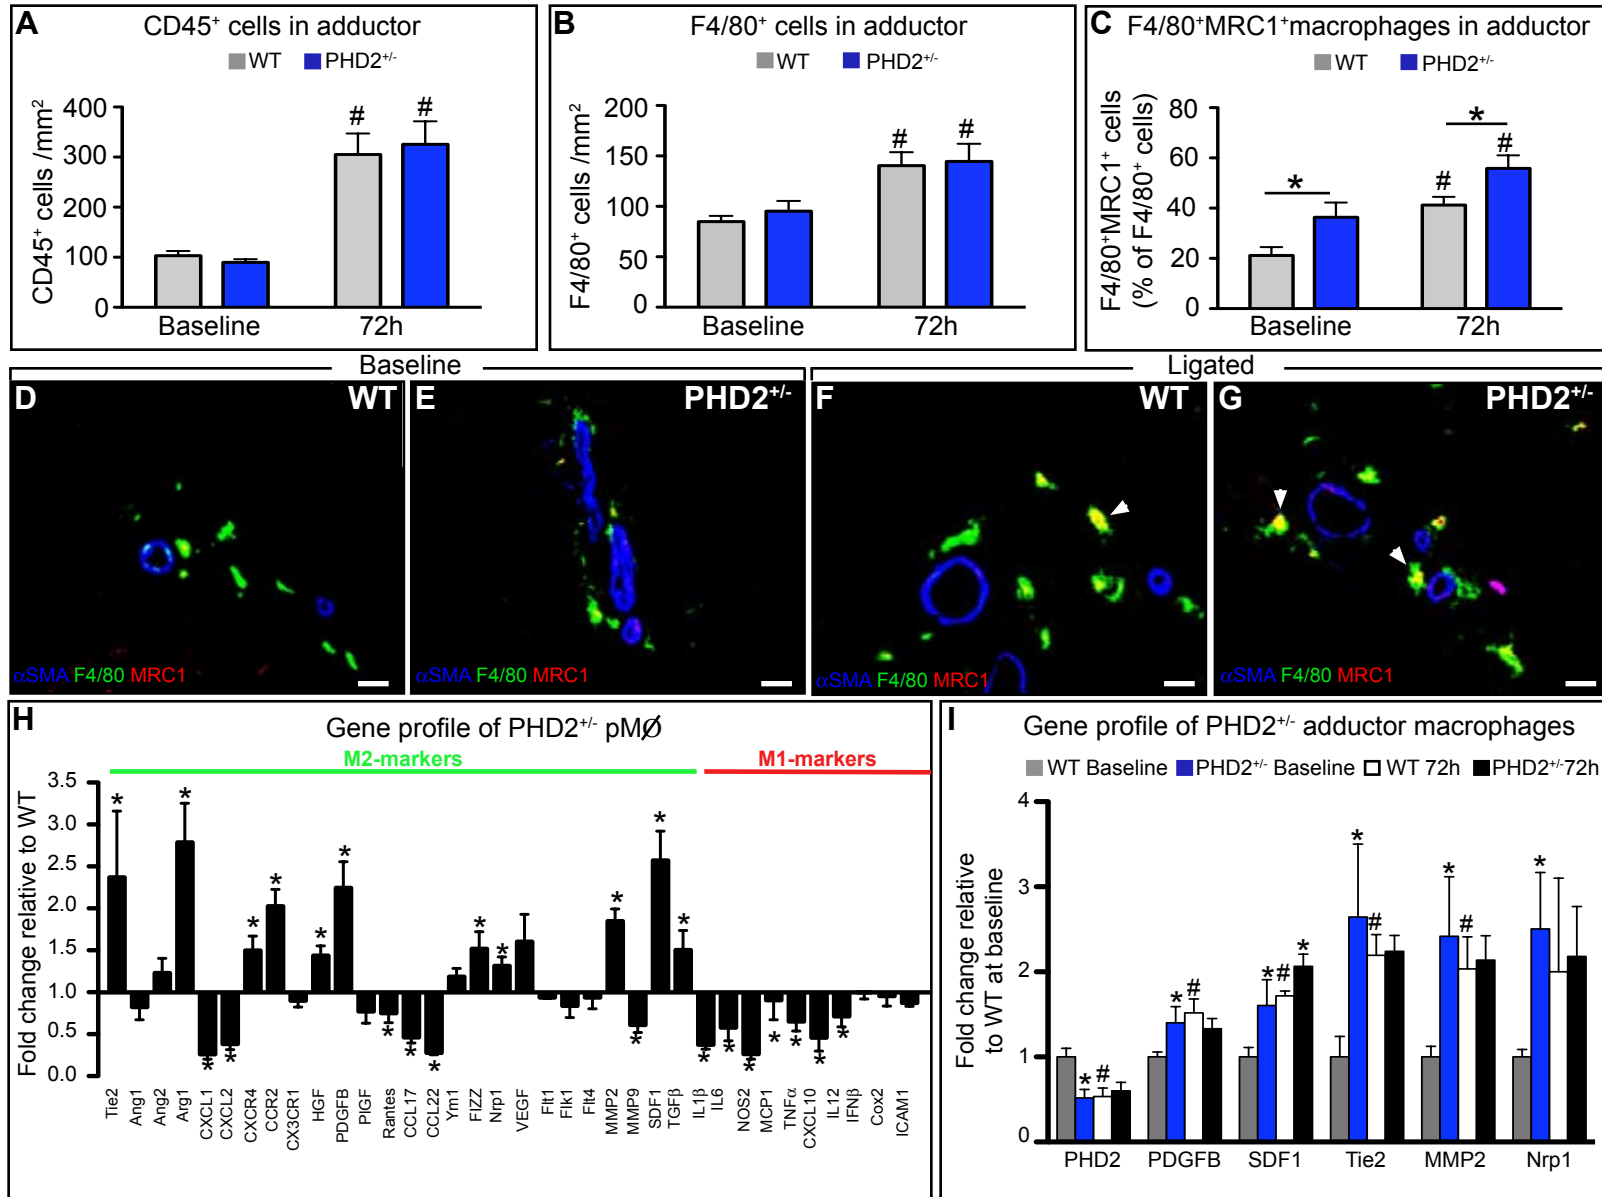 A CD45+ cells in adductor
WT PHD2+/-
CD45+ cells /mm2
400
300
200
100
0
# #
Baseline 72h
B F4/80+ cells in adductor
WT PHD2+/-
F4/80+ cells /mm2
200
150
100
50
0
# #
Baseline 72h
C F4/80+MRC1+macrophages in adductor
WT PHD2+/-
F4/80+MRC1+ cells
(% of F4/80+ cells)
80
60
40
20
0
* # * #
Baseline 72h
Baseline
Ligated
D WT
αSMA F4/80 MRC1
E PHD2+/-
αSMA F4/80 MRC1
F WT
αSMA F4/80 MRC1
G PHD2+/-
αSMA F4/80 MRC1
H Gene profile of PHD2+/- pMØ
M2-markers M1-markers
Fold change relative to WT
3.5
3.0
2.5
2.0
1.5
1.0
0.5
0.0
* * * * * * * * * * * * * * * * * * * * * * * * *
Tie2
Ang1
Ang2
Arg1
CXCL1
CXCL2
CXCR4
CCR2
CX3CR1
HGF
PDGFB
PlGF
Rantes
CCL17
CCL22
Ym1
FIZZ
Nrp1
VEGF
Flt1
Flk1
Flt4
MMP2
MMP9
SDF1
TGFβ
IL1β
IL6
NOS2
MCP1
TNFα
CXCL10
IL12
IFNβ
Cox2
ICAM1
I Gene profile of PHD2+/- adductor macrophages
WT Baseline PHD2+/- Baseline WT 72h PHD2+/-72h
Fold change relative
to WT at baseline
4
3
2
1
0
* # * # * # * * # * # *
PHD2 PDGFB SDF1 Tie2 MMP2 Nrp1